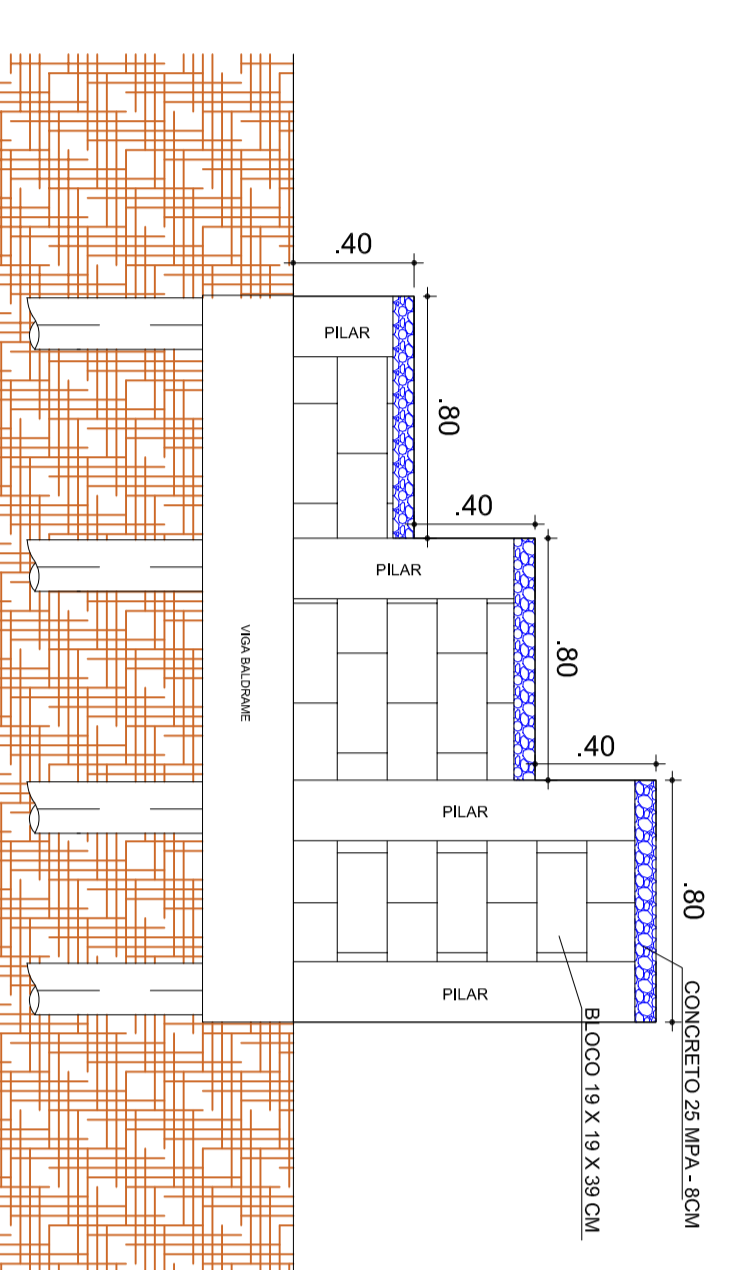 .40
PILAR
.80
.40
PILAR
.80
.40
PILAR
.80
PILAR
VIGA BALDRAME
CONCRETO 25 MPA - 8CM
BLOCO 19 X 19 X 39 CM